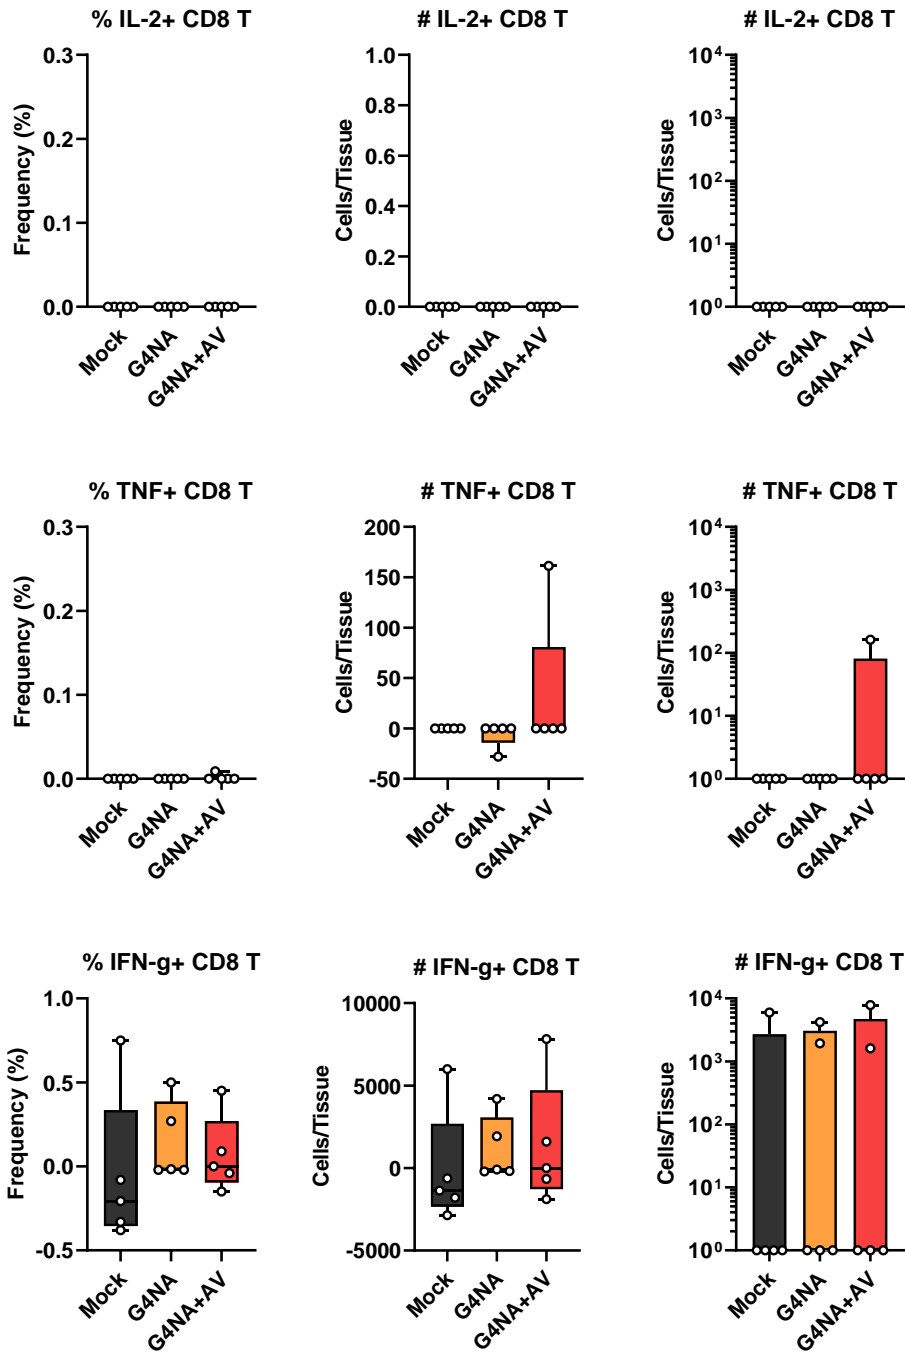 % IL-2+ CD8 T
# IL-2+ CD8 T
# IL-2+ CD8 T
Frequency (%)
0.3
0.2
0.1
0.0
Mock
G4NA
G4NA+AV
Cells/Tissue
1.0
0.8
0.6
0.4
0.2
0.0
Mock
G4NA
G4NA+AV
Cells/Tissue
10⁴
10³
10²
10¹
10⁰
Mock
G4NA
G4NA+AV
% TNF+ CD8 T
# TNF+ CD8 T
# TNF+ CD8 T
Frequency (%)
0.3
0.2
0.1
0.0
Mock
G4NA
G4NA+AV
Cells/Tissue
200
150
100
50
0
-50
Mock
G4NA
G4NA+AV
Cells/Tissue
10⁴
10³
10²
10¹
10⁰
Mock
G4NA
G4NA+AV
% IFN-g+ CD8 T
# IFN-g+ CD8 T
# IFN-g+ CD8 T
Frequency (%)
1.0
0.5
0.0
-0.5
Mock
G4NA
G4NA+AV
Cells/Tissue
10000
5000
0
-5000
Mock
G4NA
G4NA+AV
Cells/Tissue
10⁴
10³
10²
10¹
10⁰
Mock
G4NA
G4NA+AV